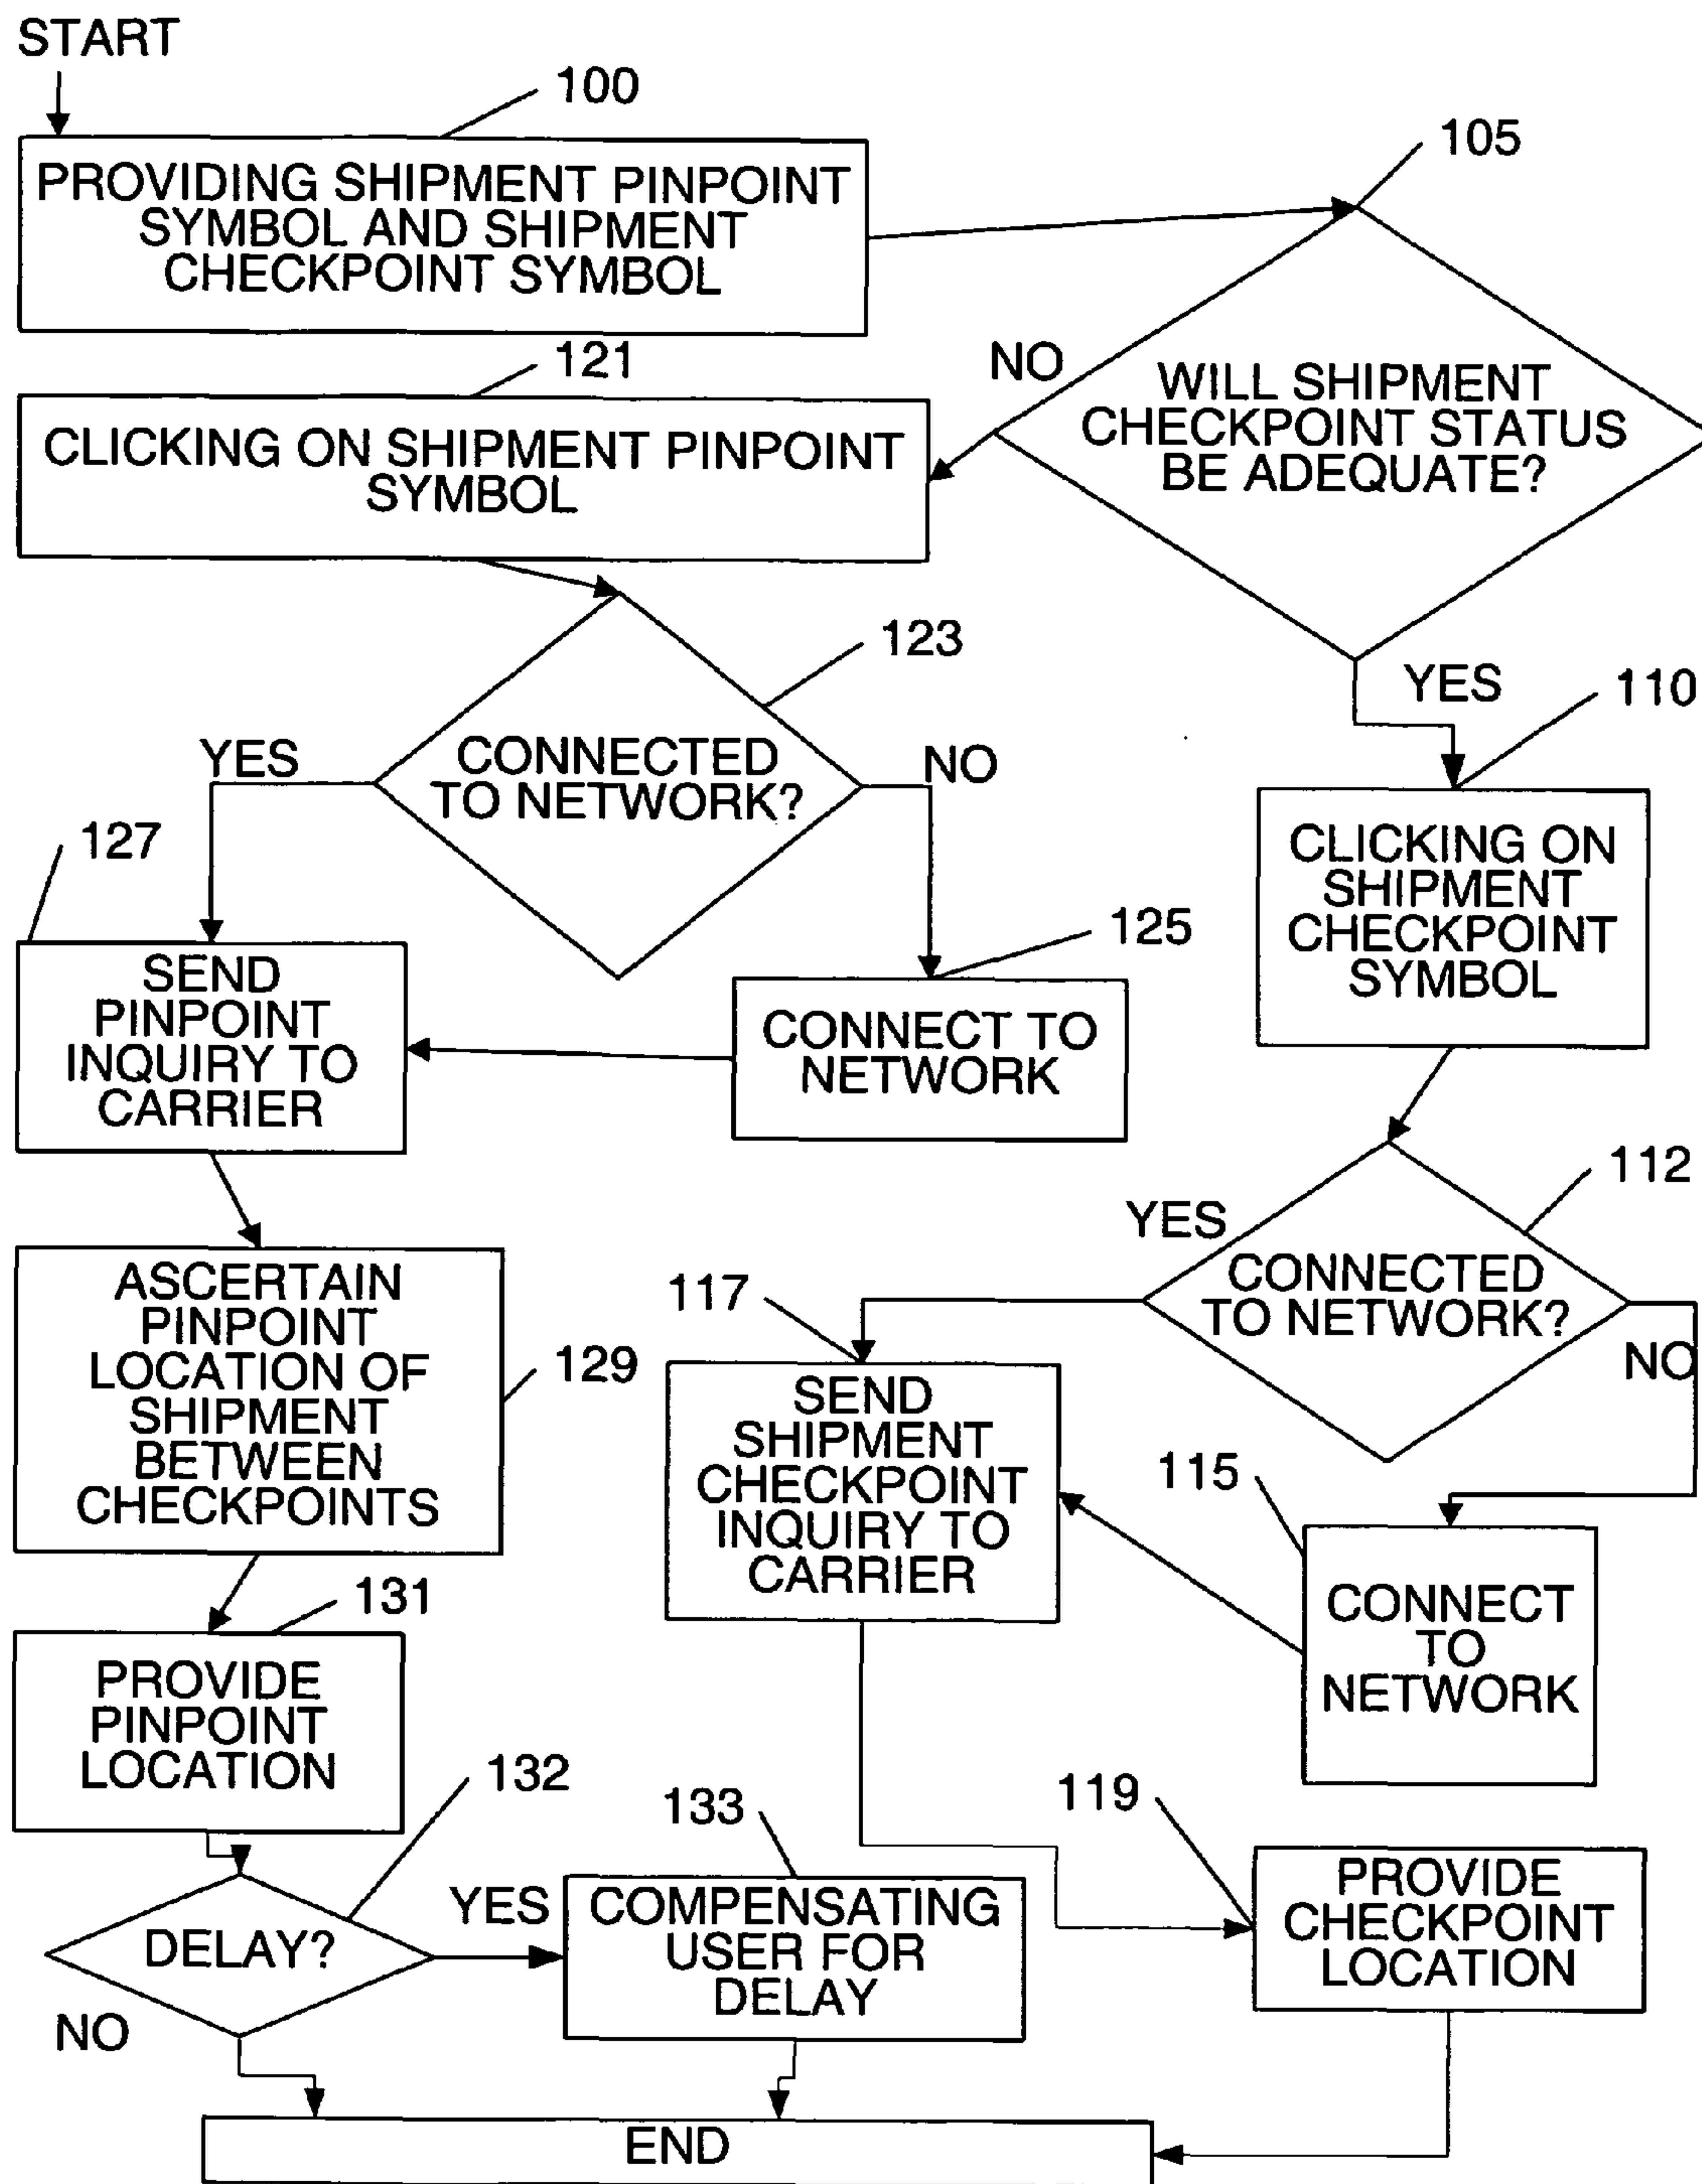 START
100
PROVIDING SHIPMENT PINPOINT
SYMBOL AND SHIPMENT
CHECKPOINT SYMBOL
105
WILL SHIPMENT
CHECKPOINT STATUS
BE ADEQUATE?
NO
YES
121
CLICKING ON SHIPMENT PINPOINT
SYMBOL
123
CONNECTED
TO NETWORK?
YES
NO
110
CLICKING ON
SHIPMENT
CHECKPOINT
SYMBOL
127
SEND
PINPOINT
INQUIRY TO
CARRIER
125
CONNECT TO
NETWORK
112
CONNECTED
TO NETWORK?
YES
NO
129
ASCERTAIN
PINPOINT
LOCATION OF
SHIPMENT
BETWEEN
CHECKPOINTS
117
SEND
SHIPMENT
CHECKPOINT
INQUIRY TO
CARRIER
115
CONNECT
TO
NETWORK
131
PROVIDE
PINPOINT
LOCATION
132
DELAY?
YES
NO
133
COMPENSATING
USER FOR
DELAY
119
PROVIDE
CHECKPOINT
LOCATION
END